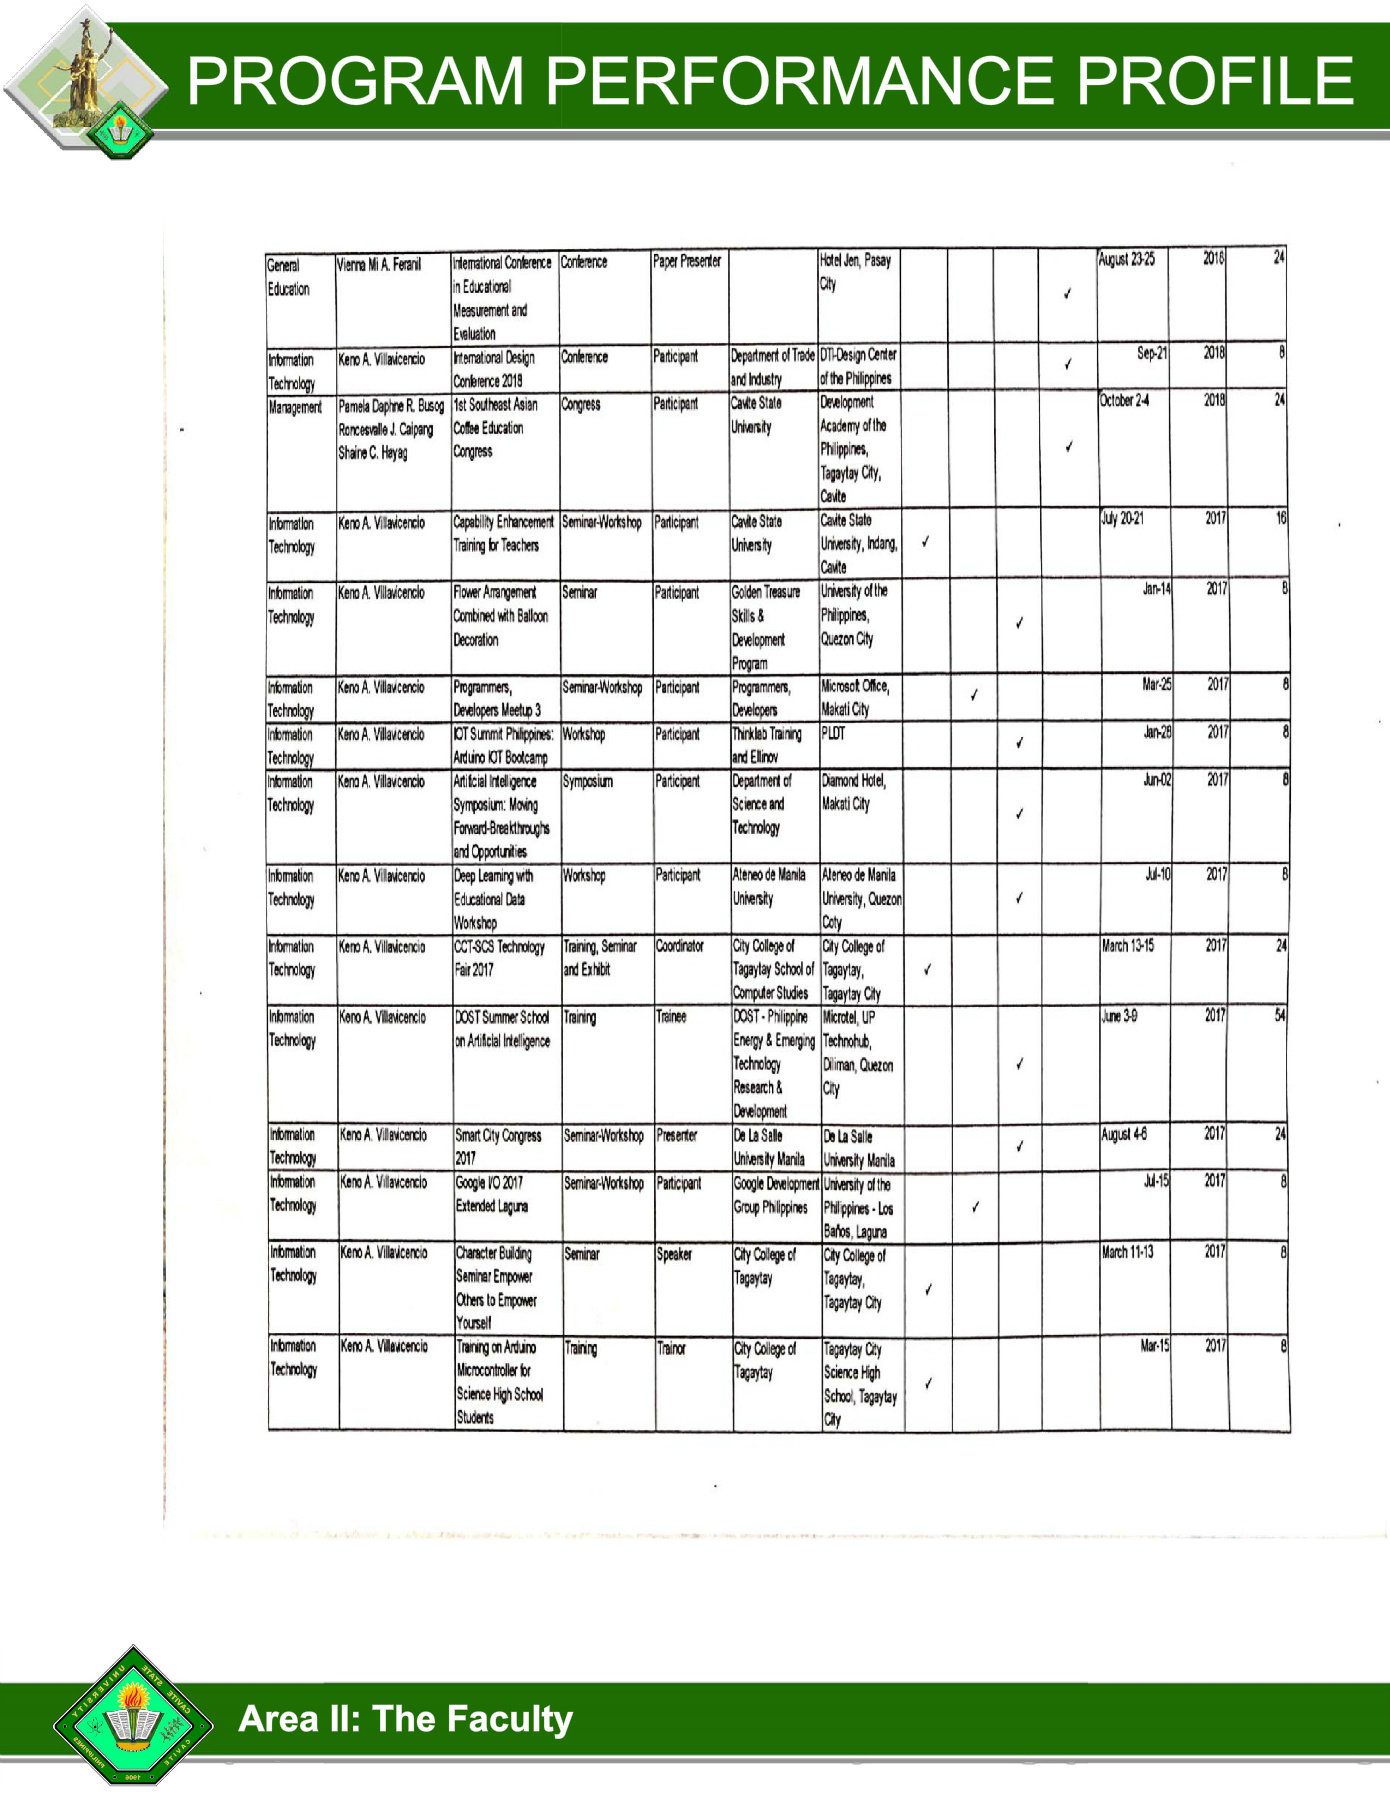 PROGRAM PERFORMANCE PROFILE
General Education | Vienna Mi A. Feranil | International Conference in Educational Measurement and Evaluation | Conference | Paper Presenter | | Hotel Jen, Pasay City | | | | ✓ | August 23-25 | 2018 | 24
Information Technology | Keno A. Villavicencio | International Design Conference 2018 | Conference | Participant | Department of Trade and Industry | DTI-Design Center of the Philippines | | | | ✓ | Sep-21 | 2018 | 8
Management | Pamela Daphne R. Busog Roncesvalle J. Caipang Shaine C. Hayag | 1st Southeast Asian Coffee Education Congress | Congress | Participant | Cavite State University | Development Academy of the Philippines, Tagaytay City, Cavite | | | | ✓ | October 2-4 | 2018 | 24
Information Technology | Keno A. Villavicencio | Capability Enhancement Training for Teachers | Seminar-Workshop | Participant | Cavite State University | Cavite State University, Indang, Cavite | ✓ | | | | July 20-21 | 2017 | 16
Information Technology | Keno A. Villavicencio | Flower Arrangement Combined with Balloon Decoration | Seminar | Participant | Golden Treasure Skills & Development Program | University of the Philippines, Quezon City | | | ✓ | | Jan-14 | 2017 | 8
Information Technology | Keno A. Villavicencio | Programmers, Developers Meetup 3 | Seminar-Workshop | Participant | Programmers, Developers | Microsot Office, Makati City | | ✓ | | | Mar-25 | 2017 | 8
Information Technology | Keno A. Villavicencio | IOT Summit Philippines: Arduino IOT Bootcamp | Workshop | Participant | Thinklab Training and Ellinov | PLDT | | | ✓ | | Jan-28 | 2017 | 8
Information Technology | Keno A. Villavicencio | Artificial Intelligence Symposium: Moving Forward-Breakthroughs and Opportunities | Symposium | Participant | Department of Science and Technology | Diamond Hotel, Makati City | | | ✓ | | Jun-02 | 2017 | 8
Information Technology | Keno A. Villavicencio | Deep Learning with Educational Data Workshop | Workshop | Participant | Ateneo de Manila University | Ateneo de Manila University, Quezon Coty | | | ✓ | | Jul-10 | 2017 | 8
Information Technology | Keno A. Villavicencio | CCT-SCS Technology Fair 2017 | Training, Seminar and Exhibit | Coordinator | City College of Tagaytay School of Computer Studies | City College of Tagaytay, Tagaytay City | ✓ | | | | March 13-15 | 2017 | 24
Information Technology | Keno A. Villavicencio | DOST Summer School on Artificial Intelligence | Training | Trainee | DOST - Philippine Energy & Emerging Technology Research & Development | Microtel, UP Technohub, Diliman, Quezon City | | | ✓ | | June 3-9 | 2017 | 54
Information Technology | Keno A. Villavicencio | Smart City Congress 2017 | Seminar-Workshop | Presenter | De La Salle University Manila | De La Salle University Manila | | | ✓ | | August 4-6 | 2017 | 24
Information Technology | Keno A. Villavicencio | Google I/O 2017 Extended Laguna | Seminar-Workshop | Participant | Google Development Group Philippines | University of the Philippines - Los Baños, Laguna | | ✓ | | | Jul-15 | 2017 | 8
Information Technology | Keno A. Villavicencio | Character Building Seminar Empower Others to Empower Yourself | Seminar | Speaker | City College of Tagaytay | City College of Tagaytay, Tagaytay City | ✓ | | | | March 11-13 | 2017 | 8
Information Technology | Keno A. Villavicencio | Training on Arduino Microcontroller for Science High School Students | Training | Trainor | City College of Tagaytay | Tagaytay City Science High School, Tagaytay City | ✓ | | | | Mar-15 | 2017 | 8
CAVITE STATE UNIVERSITY
CAVITE PHILIPPINES
1906
Area II: The Faculty